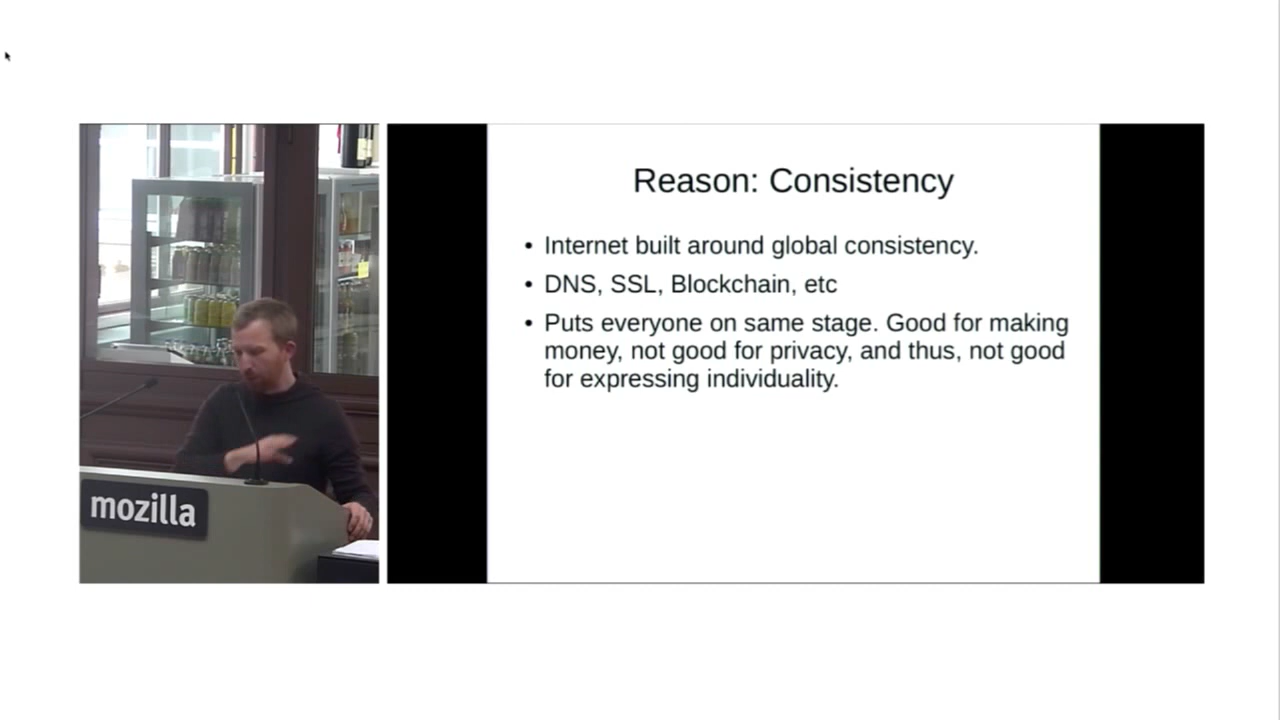 mozilla
Reason: Consistency
• Internet built around global consistency.
• DNS, SSL, Blockchain, etc
• Puts everyone on same stage. Good for making
money, not good for privacy, and thus, not good
for expressing individuality.